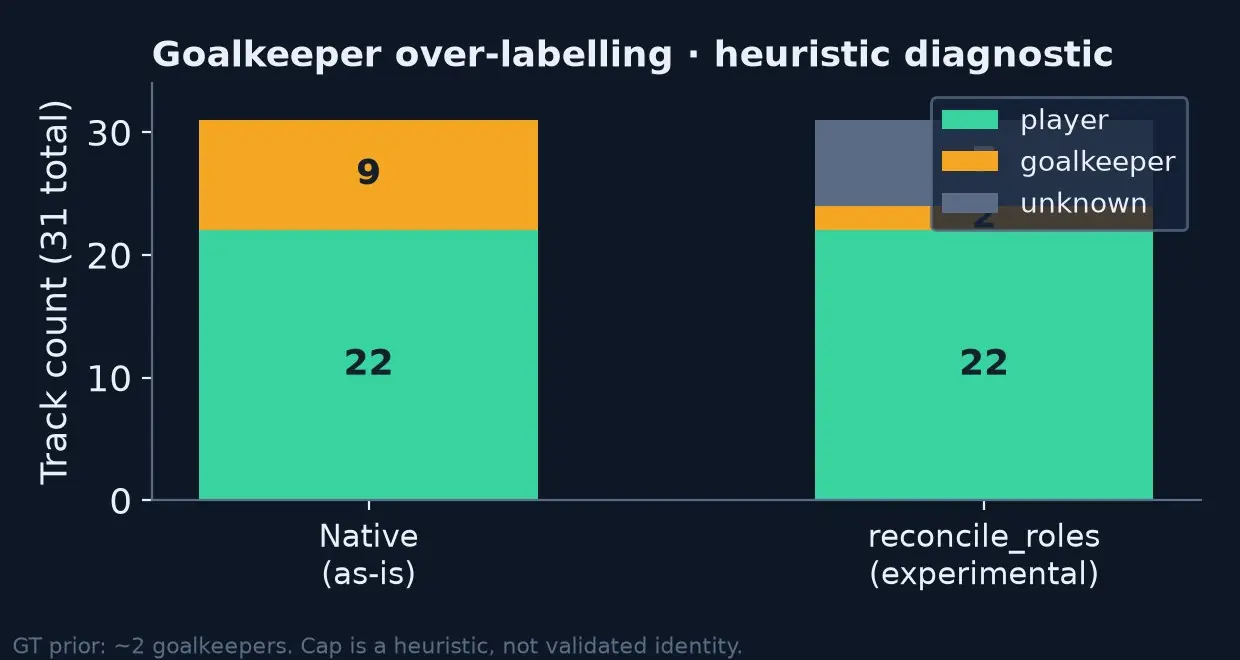 Goalkeeper over-labelling · heuristic diagnostic
Track count (31 total)
30
20
10
0
9
22
2
22
player
goalkeeper
unknown
Native
(as-is)
reconcile_roles
(experimental)
GT prior: ~2 goalkeepers. Cap is a heuristic, not validated identity.